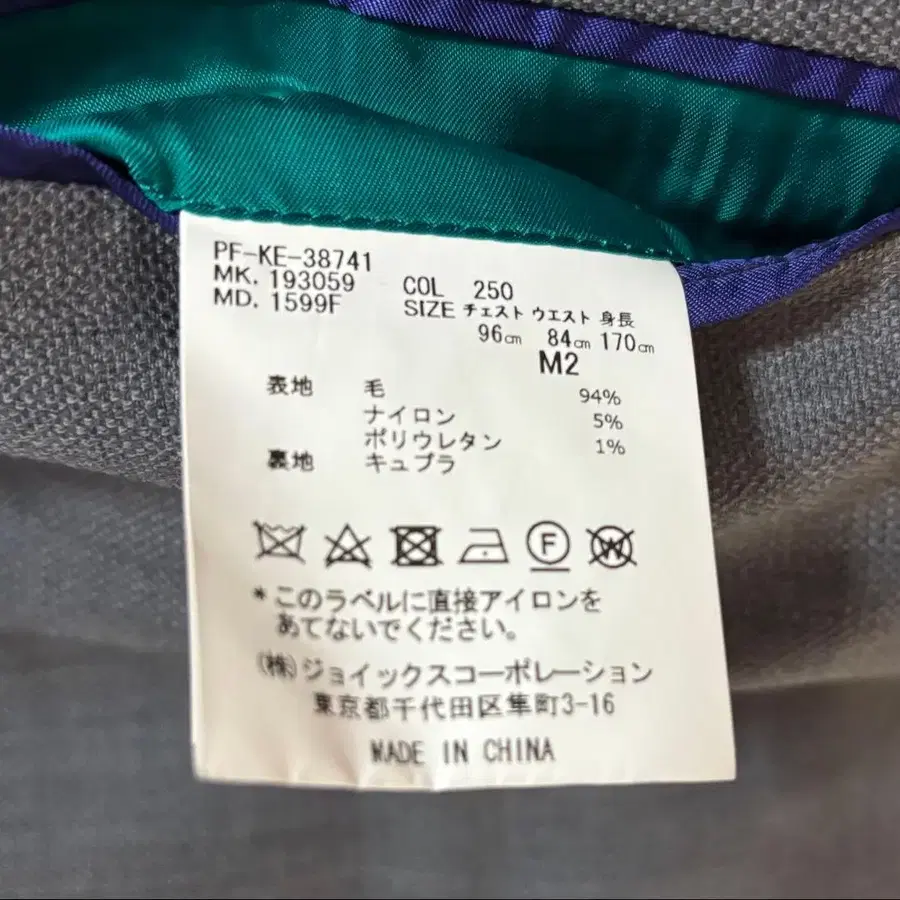 PF-KE-38741
MK. 193059 COL 250
MD. 1599F SIZE チェスト ウエスト 身長
96㎝ 84㎝ 170㎝
M2
表地 毛 94%
ナイロン 5%
ポリウレタン 1%
裏地 キュプラ
F W
*このラベルに直接アイロンを
あてないでください。
(株)ジョイックスコーポレーション
東京都千代田区隼町3-16
MADE IN CHINA